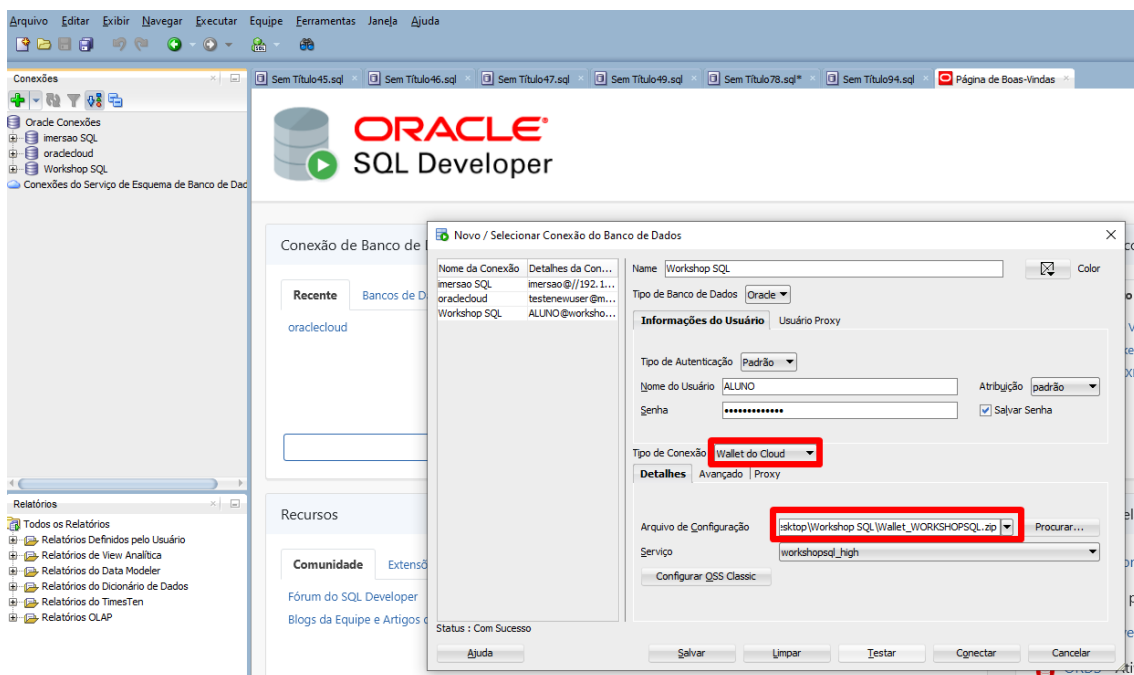 Arquivo Editar Exibir Navegar Executar Equipe Ferramentas Janela Ajuda
Conexões
Oracle Conexões
imersao SQL
oraclecloud
Workshop SQL
Conexões do Serviço de Esquema de Banco de Dad
Relatórios
Todos os Relatórios
Relatórios Definidos pelo Usuário
Relatórios de View Analítica
Relatórios do Data Modeler
Relatórios do Dicionário de Dados
Relatórios do TimesTen
Relatórios OLAP
Sem Título45.sql Sem Título46.sql Sem Título47.sql Sem Título49.sql Sem Título78.sql* Sem Título94.sql Página de Boas-Vindas
ORACLE
SQL Developer
Conexão de Banco de
Recente Bancos de D
oraclecloud
Recursos
Comunidade Extensõ
Fórum do SQL Developer
Blogs da Equipe e Artigos
Novo / Selecionar Conexão do Banco de Dados
Nome da Conexão Detalhes da Con...
imersao SQL imersao@//192.1...
oraclecloud testenewuser@m...
Workshop SQL ALUNO@worksho...
Name Workshop SQL Color
Tipo de Banco de Dados Oracle
Informações do Usuário Usuário Proxy
Tipo de Autenticação Padrão
Nome do Usuário ALUNO Atribuição padrão
Senha ••••••••••••• Salvar Senha
Tipo de Conexão Wallet do Cloud
Detalhes Avançado Proxy
Arquivo de Configuração esktop\Workshop SQL\Wallet_WORKSHOPSQL.zip Procurar...
Serviço workshopsql_high
Configurar OSS Classic
Status : Com Sucesso
Ajuda Salvar Limpar Testar Conectar Cancelar